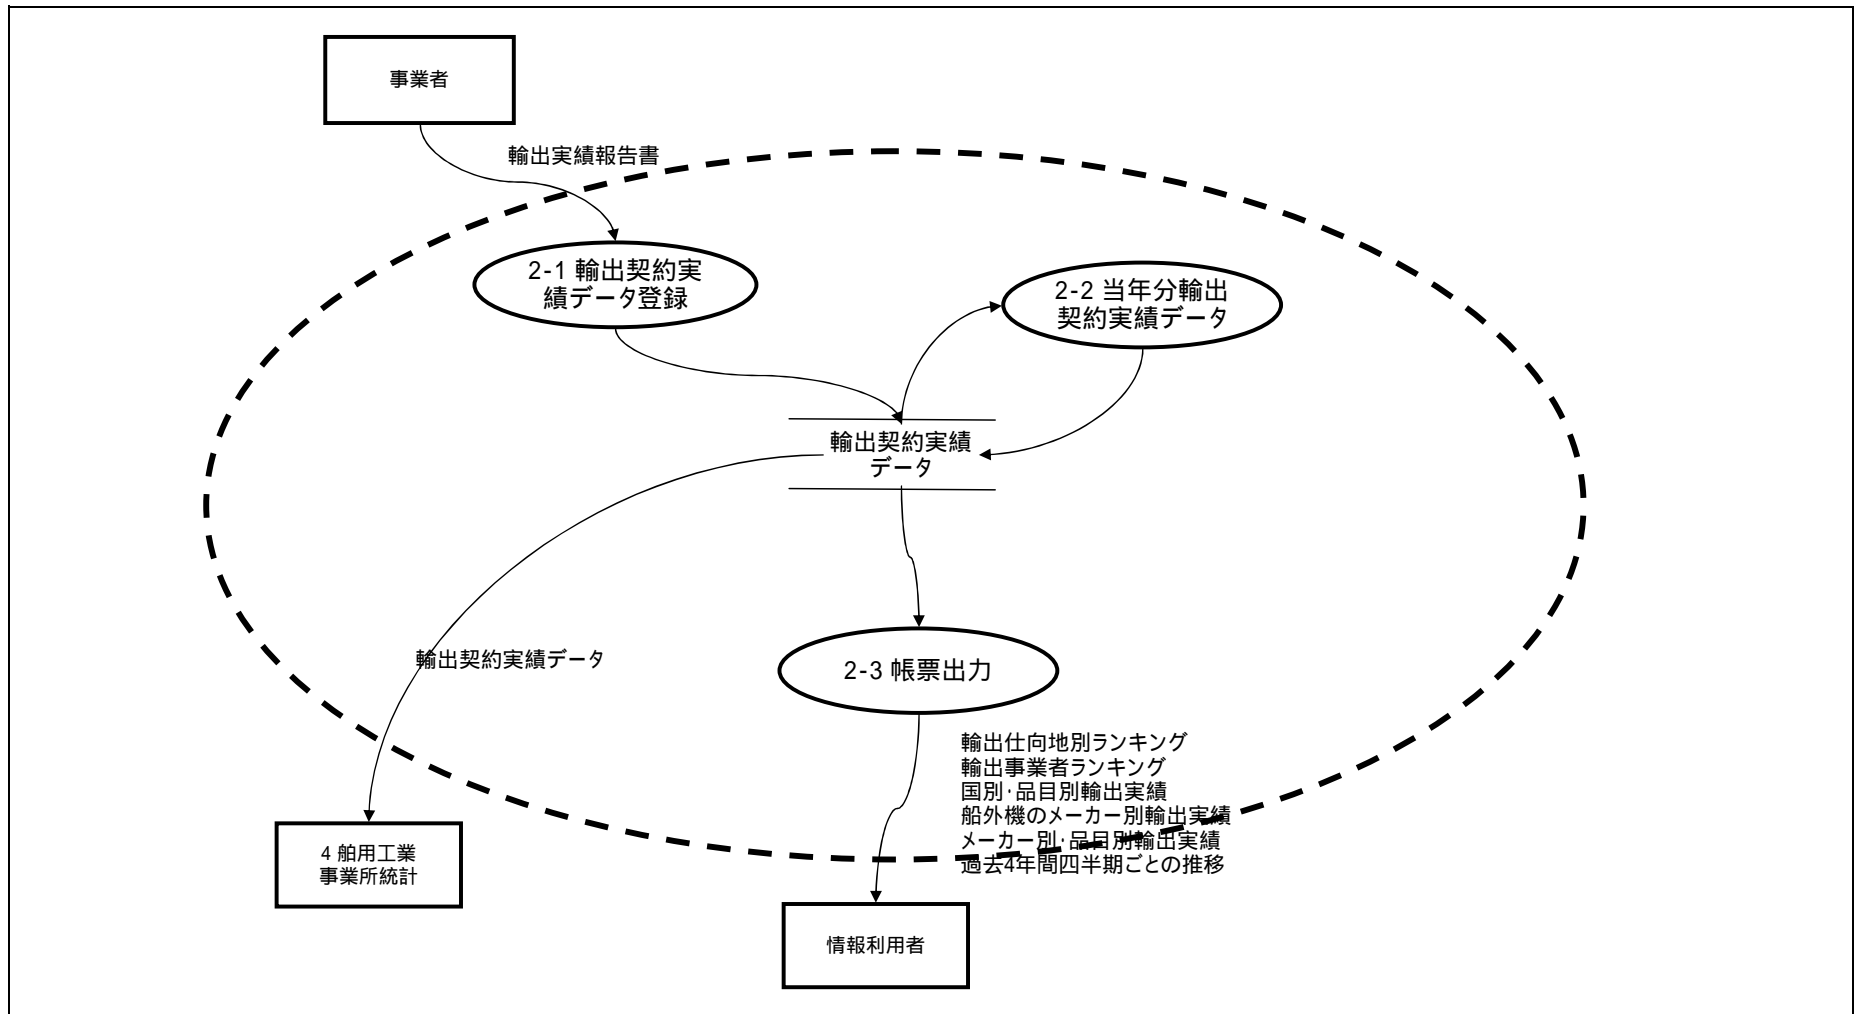 事業者
輸出実績報告書
2-1 輸出契約実
績データ登録
2-2 当年分輸出
契約実績データ
輸出契約実績
データ
輸出契約実績データ
2-3 帳票出力
輸出仕向地別ランキング
輸出事業者ランキング
国別・品目別輸出実績
船外機のメーカー別輸出実績
メーカー別・品目別輸出実績
過去4年間四半期ごとの推移
4 舶用工業
事業所統計
情報利用者